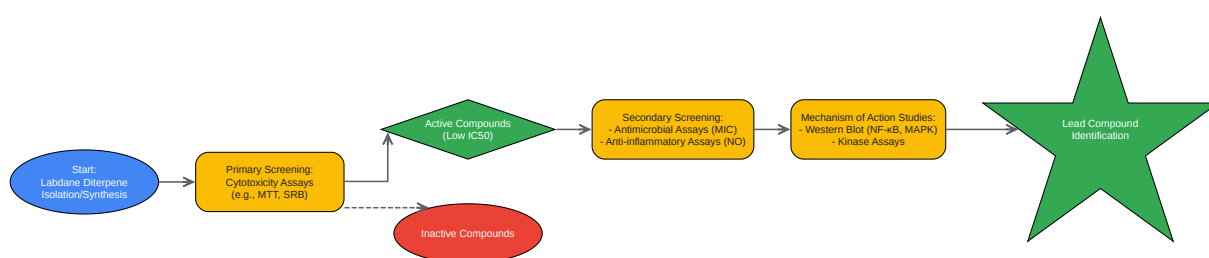 Start:
Labdane Diterpene
Isolation/Synthesis
Primary Screening:
Cytotoxicity Assays
(e.g., MTT, SRB)
Active Compounds
(Low IC50)
Inactive Compounds
Secondary Screening:
- Antimicrobial Assays (MIC)
- Anti-inflammatory Assays (NO)
Mechanism of Action Studies:
- Western Blot (NF-κB, MAPK)
- Kinase Assays
Lead Compound
Identification